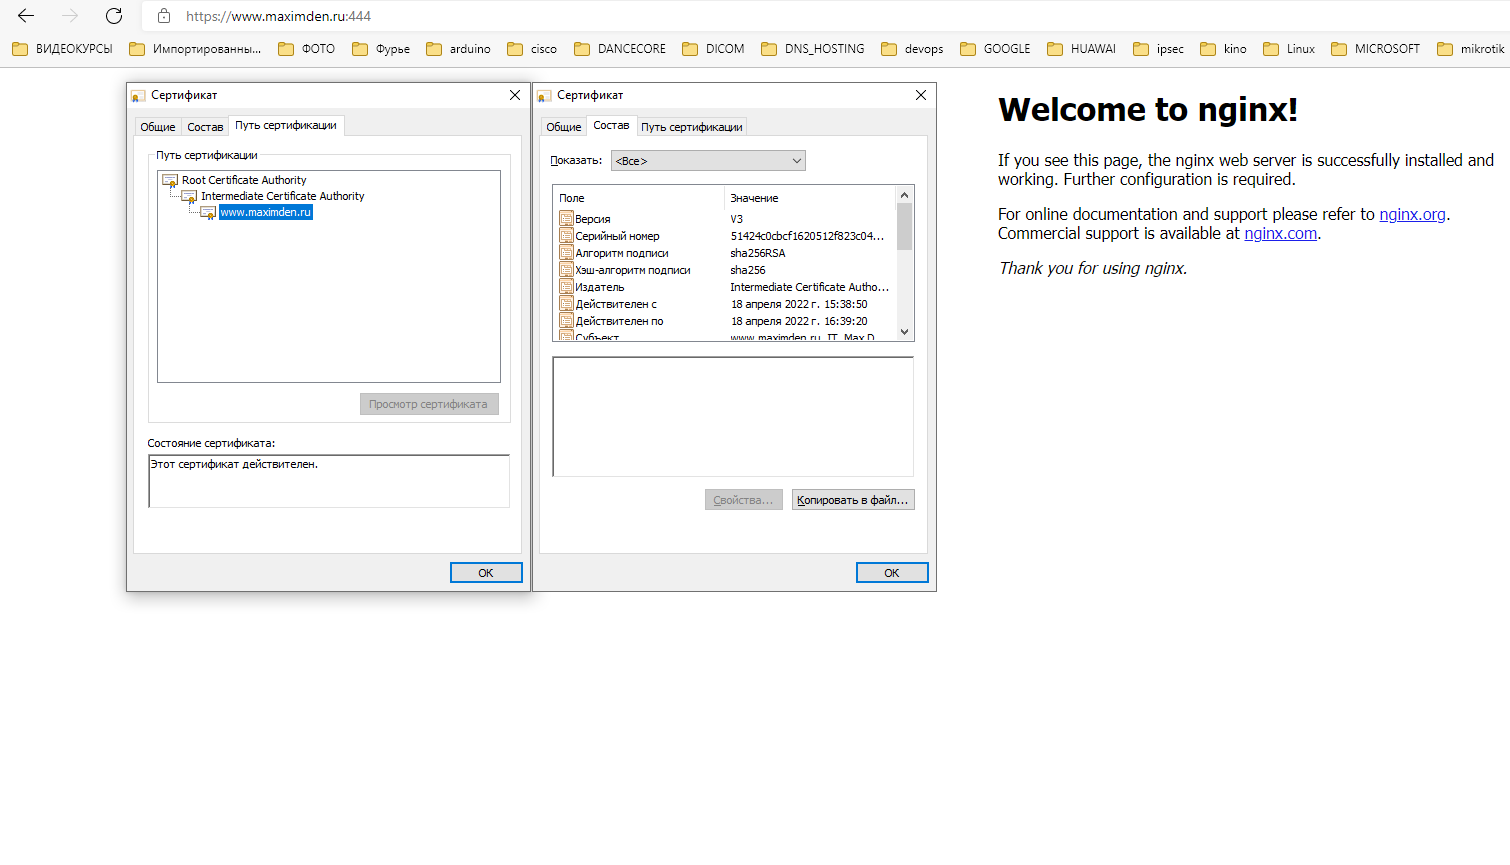 https://www.maximden.ru:444
ВИДЕОКУРСЫ Импортированны... ФОТО Фурье arduino cisco DANCECORE DICOM DNS_HOSTING devops GOOGLE HUAWAI ipsec kino Linux MICROSOFT mikrotik
Сертификат
Общие Состав Путь сертификации
Путь сертификации
Root Certificate Authority
Intermediate Certificate Authority
www.maximden.ru
Просмотр сертификата
Состояние сертификата:
Этот сертификат действителен.
OK
Сертификат
Общие Состав Путь сертификации
Показать: <Все>
Поле Значение
Версия V3
Серийный номер 51424c0cbcf1620512f823c04...
Алгоритм подписи sha256RSA
Хэш-алгоритм подписи sha256
Издатель Intermediate Certificate Autho...
Действителен с 18 апреля 2022 г. 15:38:50
Действителен по 18 апреля 2022 г. 16:39:20
Субъект www.maximden.ru, IT, Max D
Свойства... Копировать в файл...
OK
Welcome to nginx!
If you see this page, the nginx web server is successfully installed and
working. Further configuration is required.
For online documentation and support please refer to nginx.org.
Commercial support is available at nginx.com.
Thank you for using nginx.